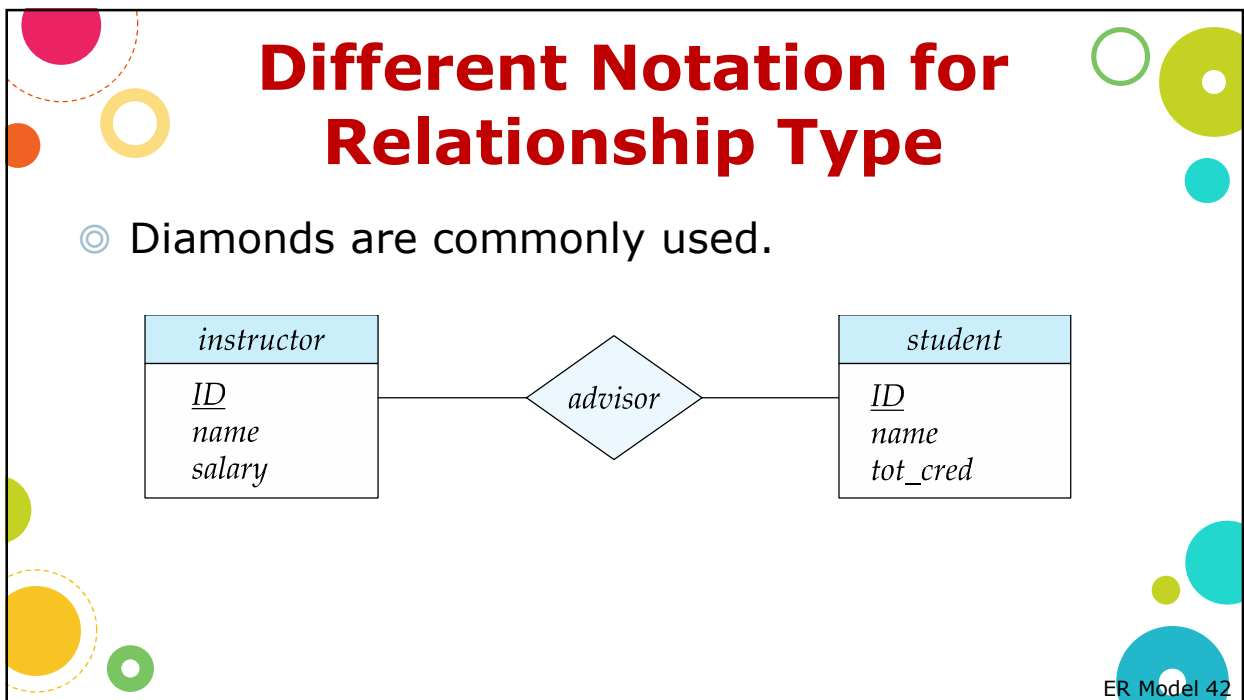 Different Notation for
Relationship Type
Diamonds are commonly used.
instructor
ID
name
salary
advisor
student
ID
name
tot_cred
ER Model 42